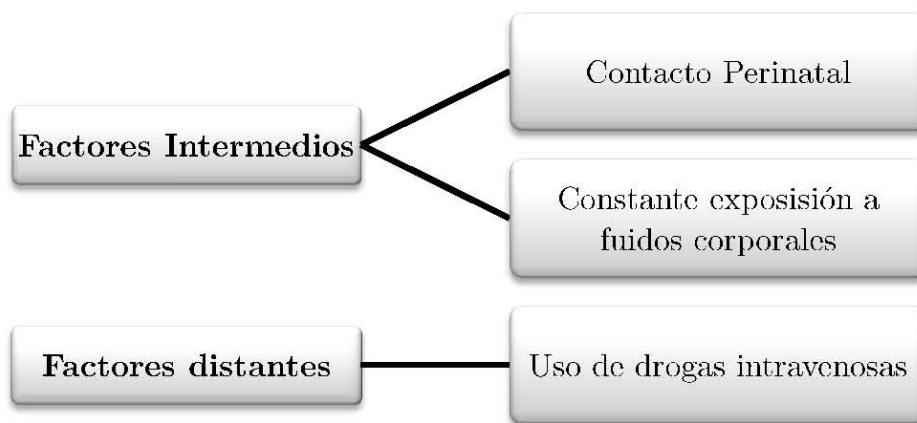 Contacto Perinatal
Factores Intermedios
Constante exposisión a
fuidos corporales
Factores distantes
Uso de drogas intravenosas